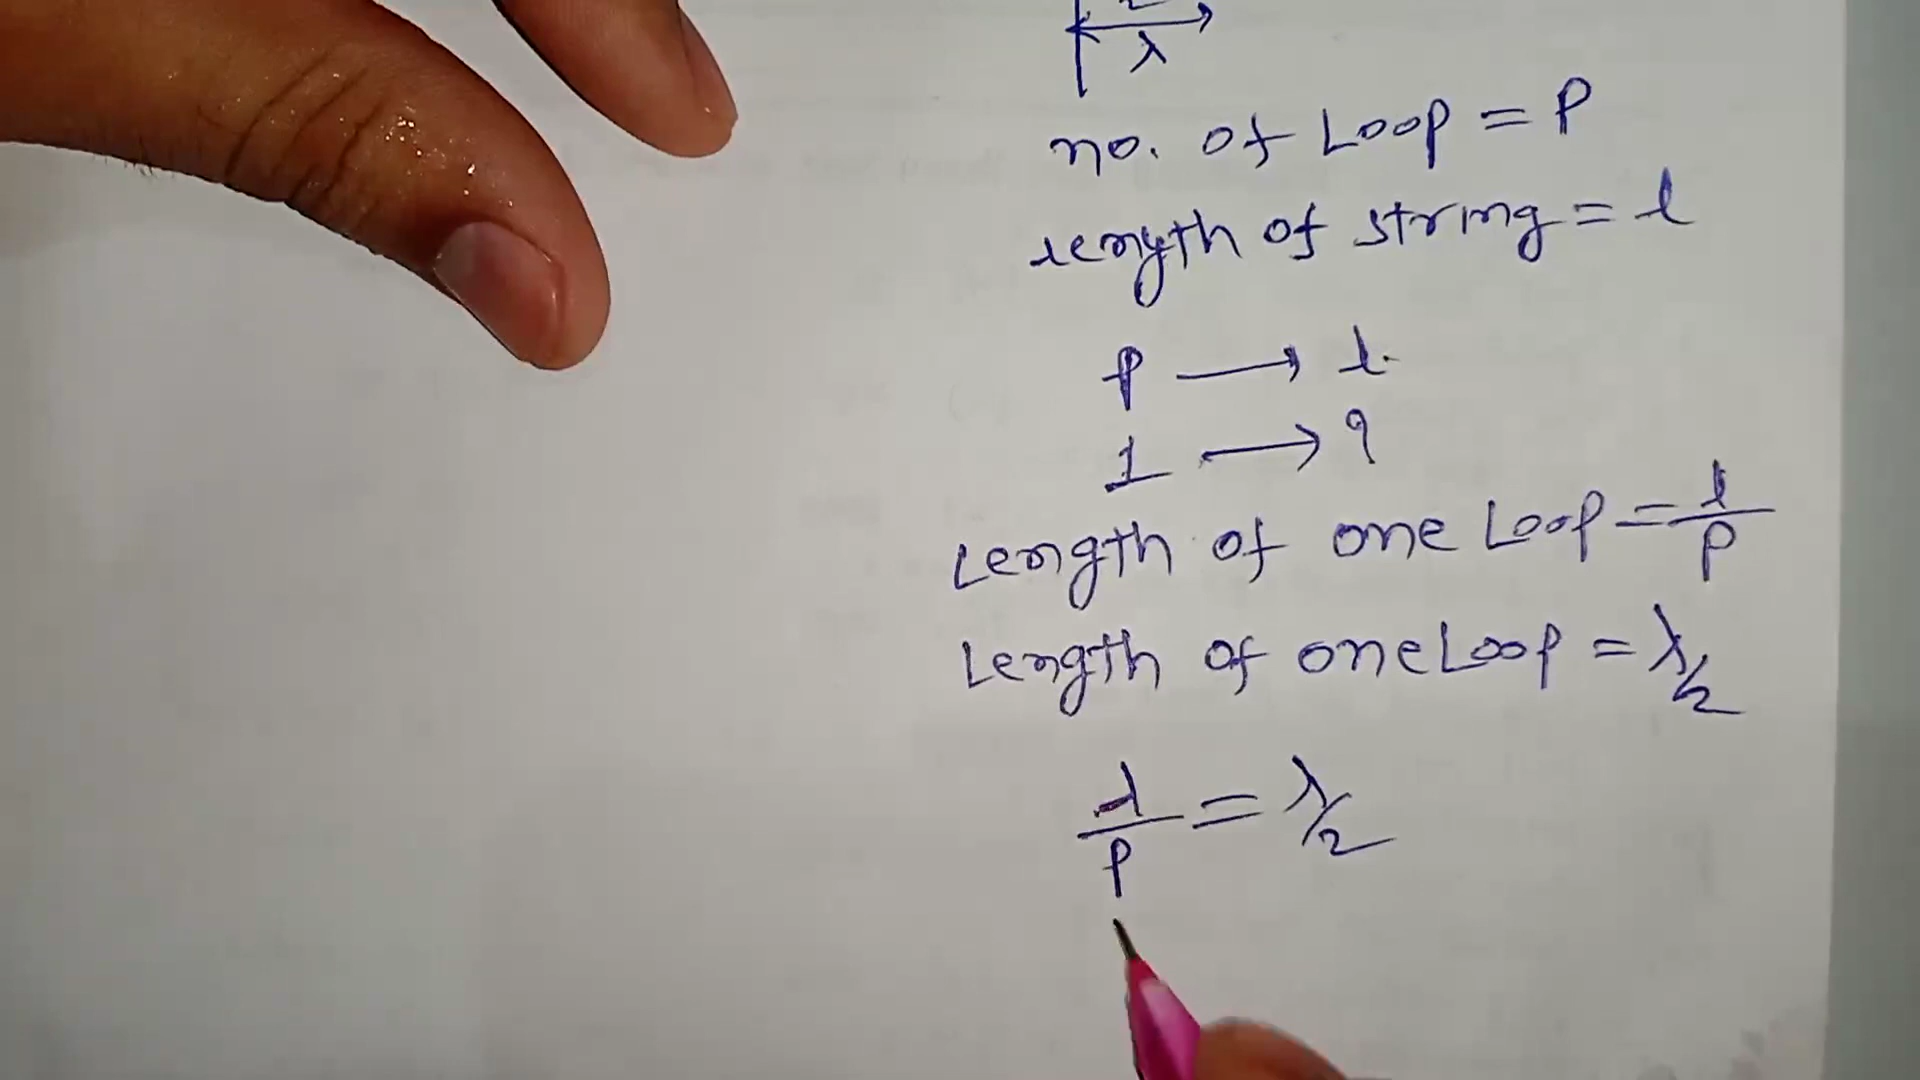 λ
no. of Loop = P
length of string = l
P → l.
1 → ?
Length of one Loop = l/P
Length of one Loop = λ/2
l/P = λ/2